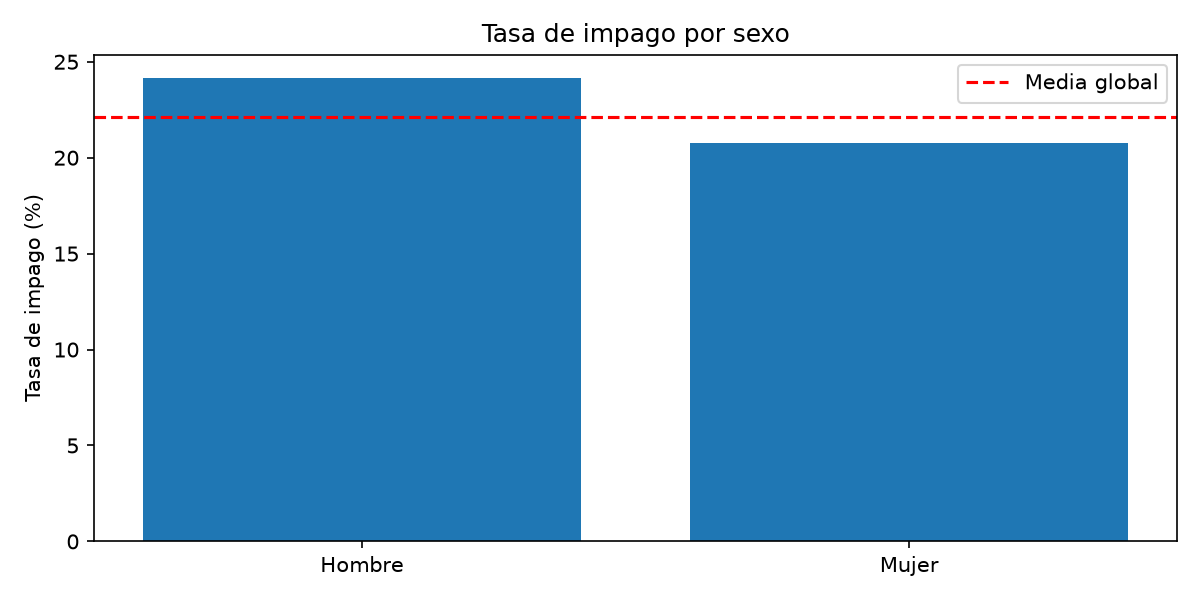 Tasa de impago por sexo
Media global
Tasa de impago (%)
25
20
15
10
5
0
Hombre
Mujer